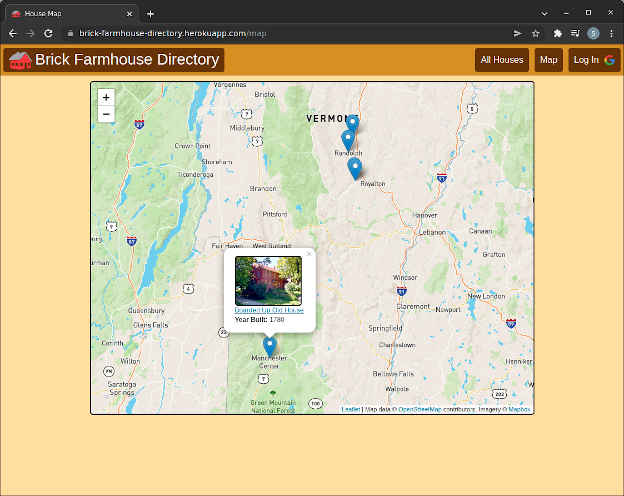 House Map
brick-farmhouse-directory.herokuapp.com/map
S
Brick Farmhouse Directory
All Houses
Map
Log In
+
−
Vergennes
Bristol
Middlebury
VERMONT
Crown Point
Shoreham
Ticonderoga
Randolph
Royalton
Brandon
Pittsford
Hanover
Lebanon
Canaan
Fair Haven
West Rutland
Grafton
×
Boarded Up Old House
Year Built: 1780
Windsor
Claremont
New London
Newport
Queensbury
Glens Falls
Springfield
Charlestown
Corinth
Wilton
Manchester
Center
Henniker
Bellows Falls
Walpole
Saratoga
Springs
Green Mountain
National Forest
Leaflet | Map data © OpenStreetMap contributors, Imagery © Mapbox